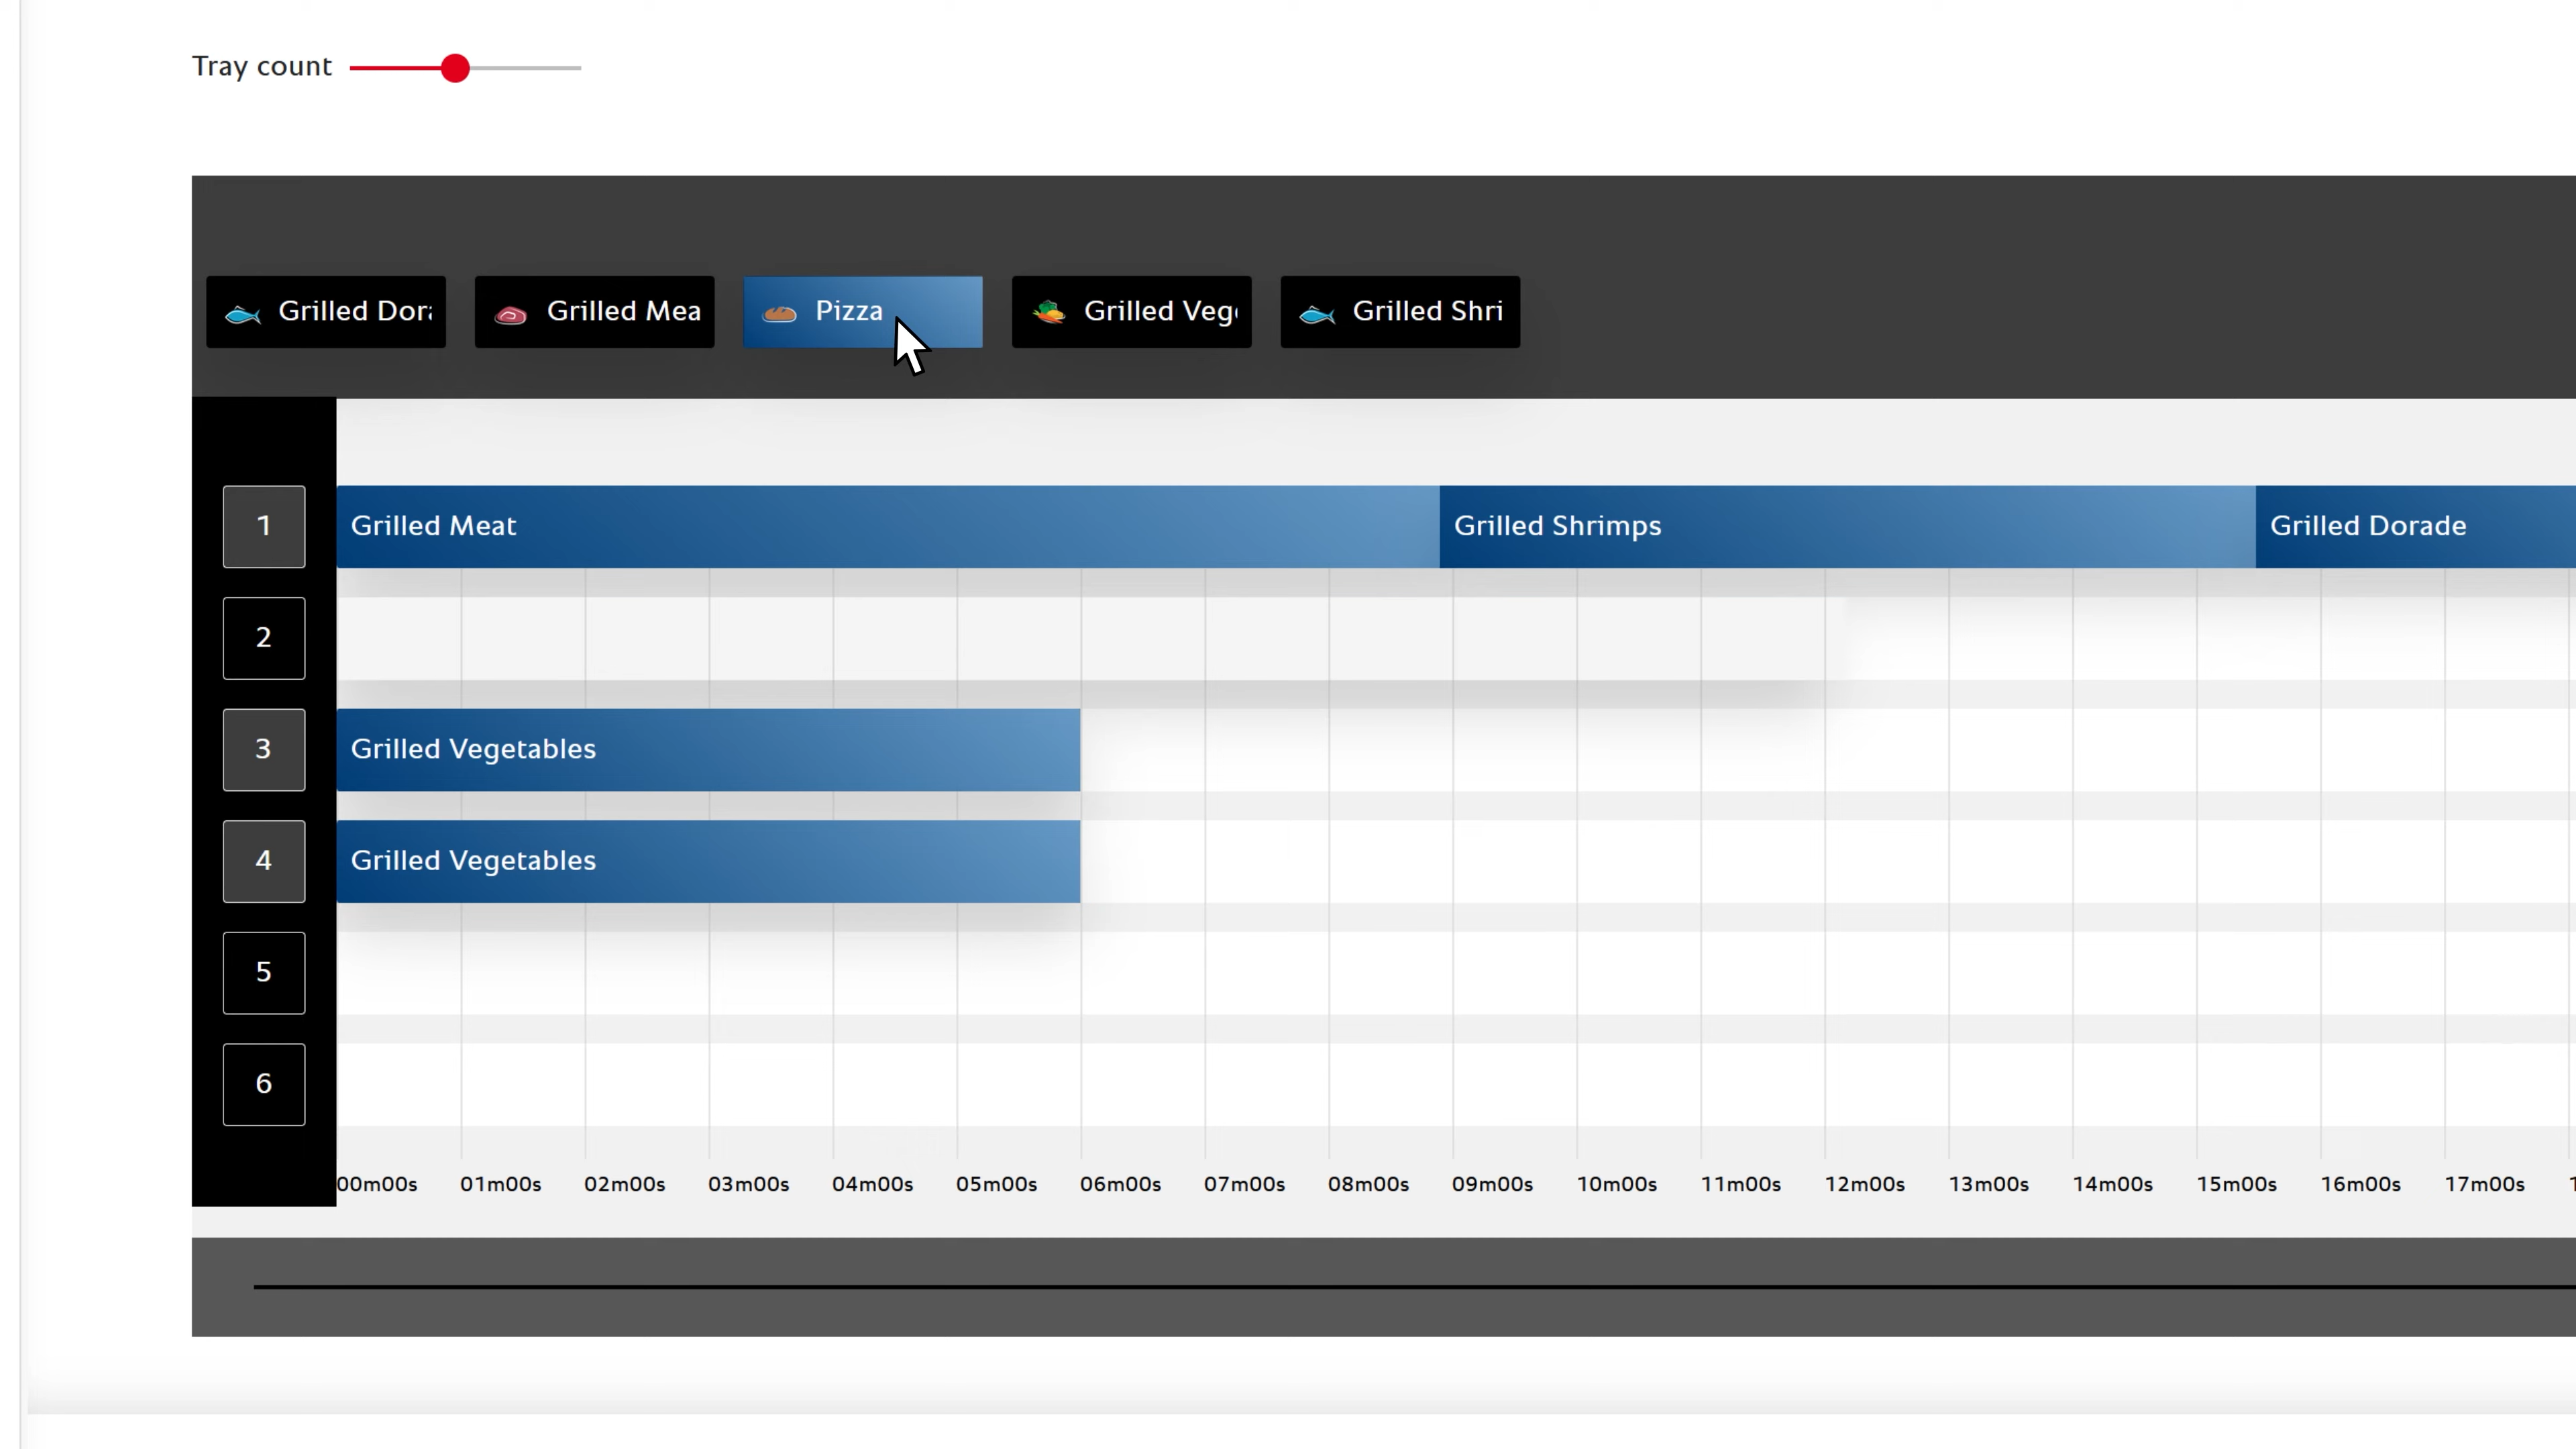 Tray count
Grilled Dor
Grilled Mea
Pizza
Grilled Veg
Grilled Shri
1
Grilled Meat
Grilled Shrimps
Grilled Dorade
2
3
Grilled Vegetables
4
Grilled Vegetables
5
6
00m00s 01m00s 02m00s 03m00s 04m00s 05m00s 06m00s 07m00s 08m00s 09m00s 10m00s 11m00s 12m00s 13m00s 14m00s 15m00s 16m00s 17m00s